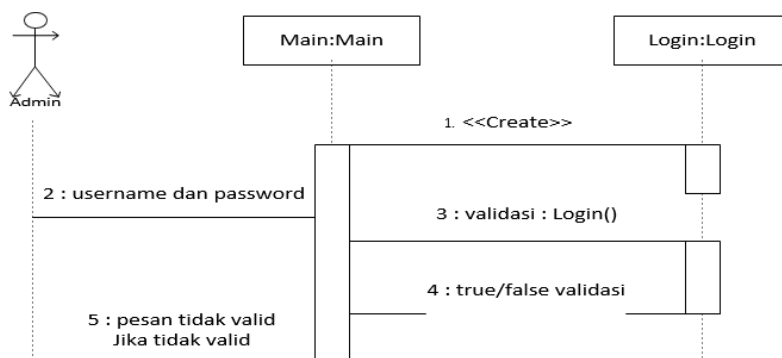 Main:Main
Login:Login
Admin
1. <<Create>>
2 : username dan password
3 : validasi : Login()
4 : true/false validasi
5 : pesan tidak valid
Jika tidak valid